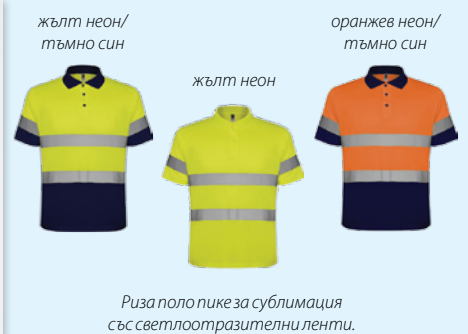 жълт неон/
тъмно син
жълт неон
оранжев неон/
тъмно син
Риза поло пике за сублимация
със светлоотразителни ленти.